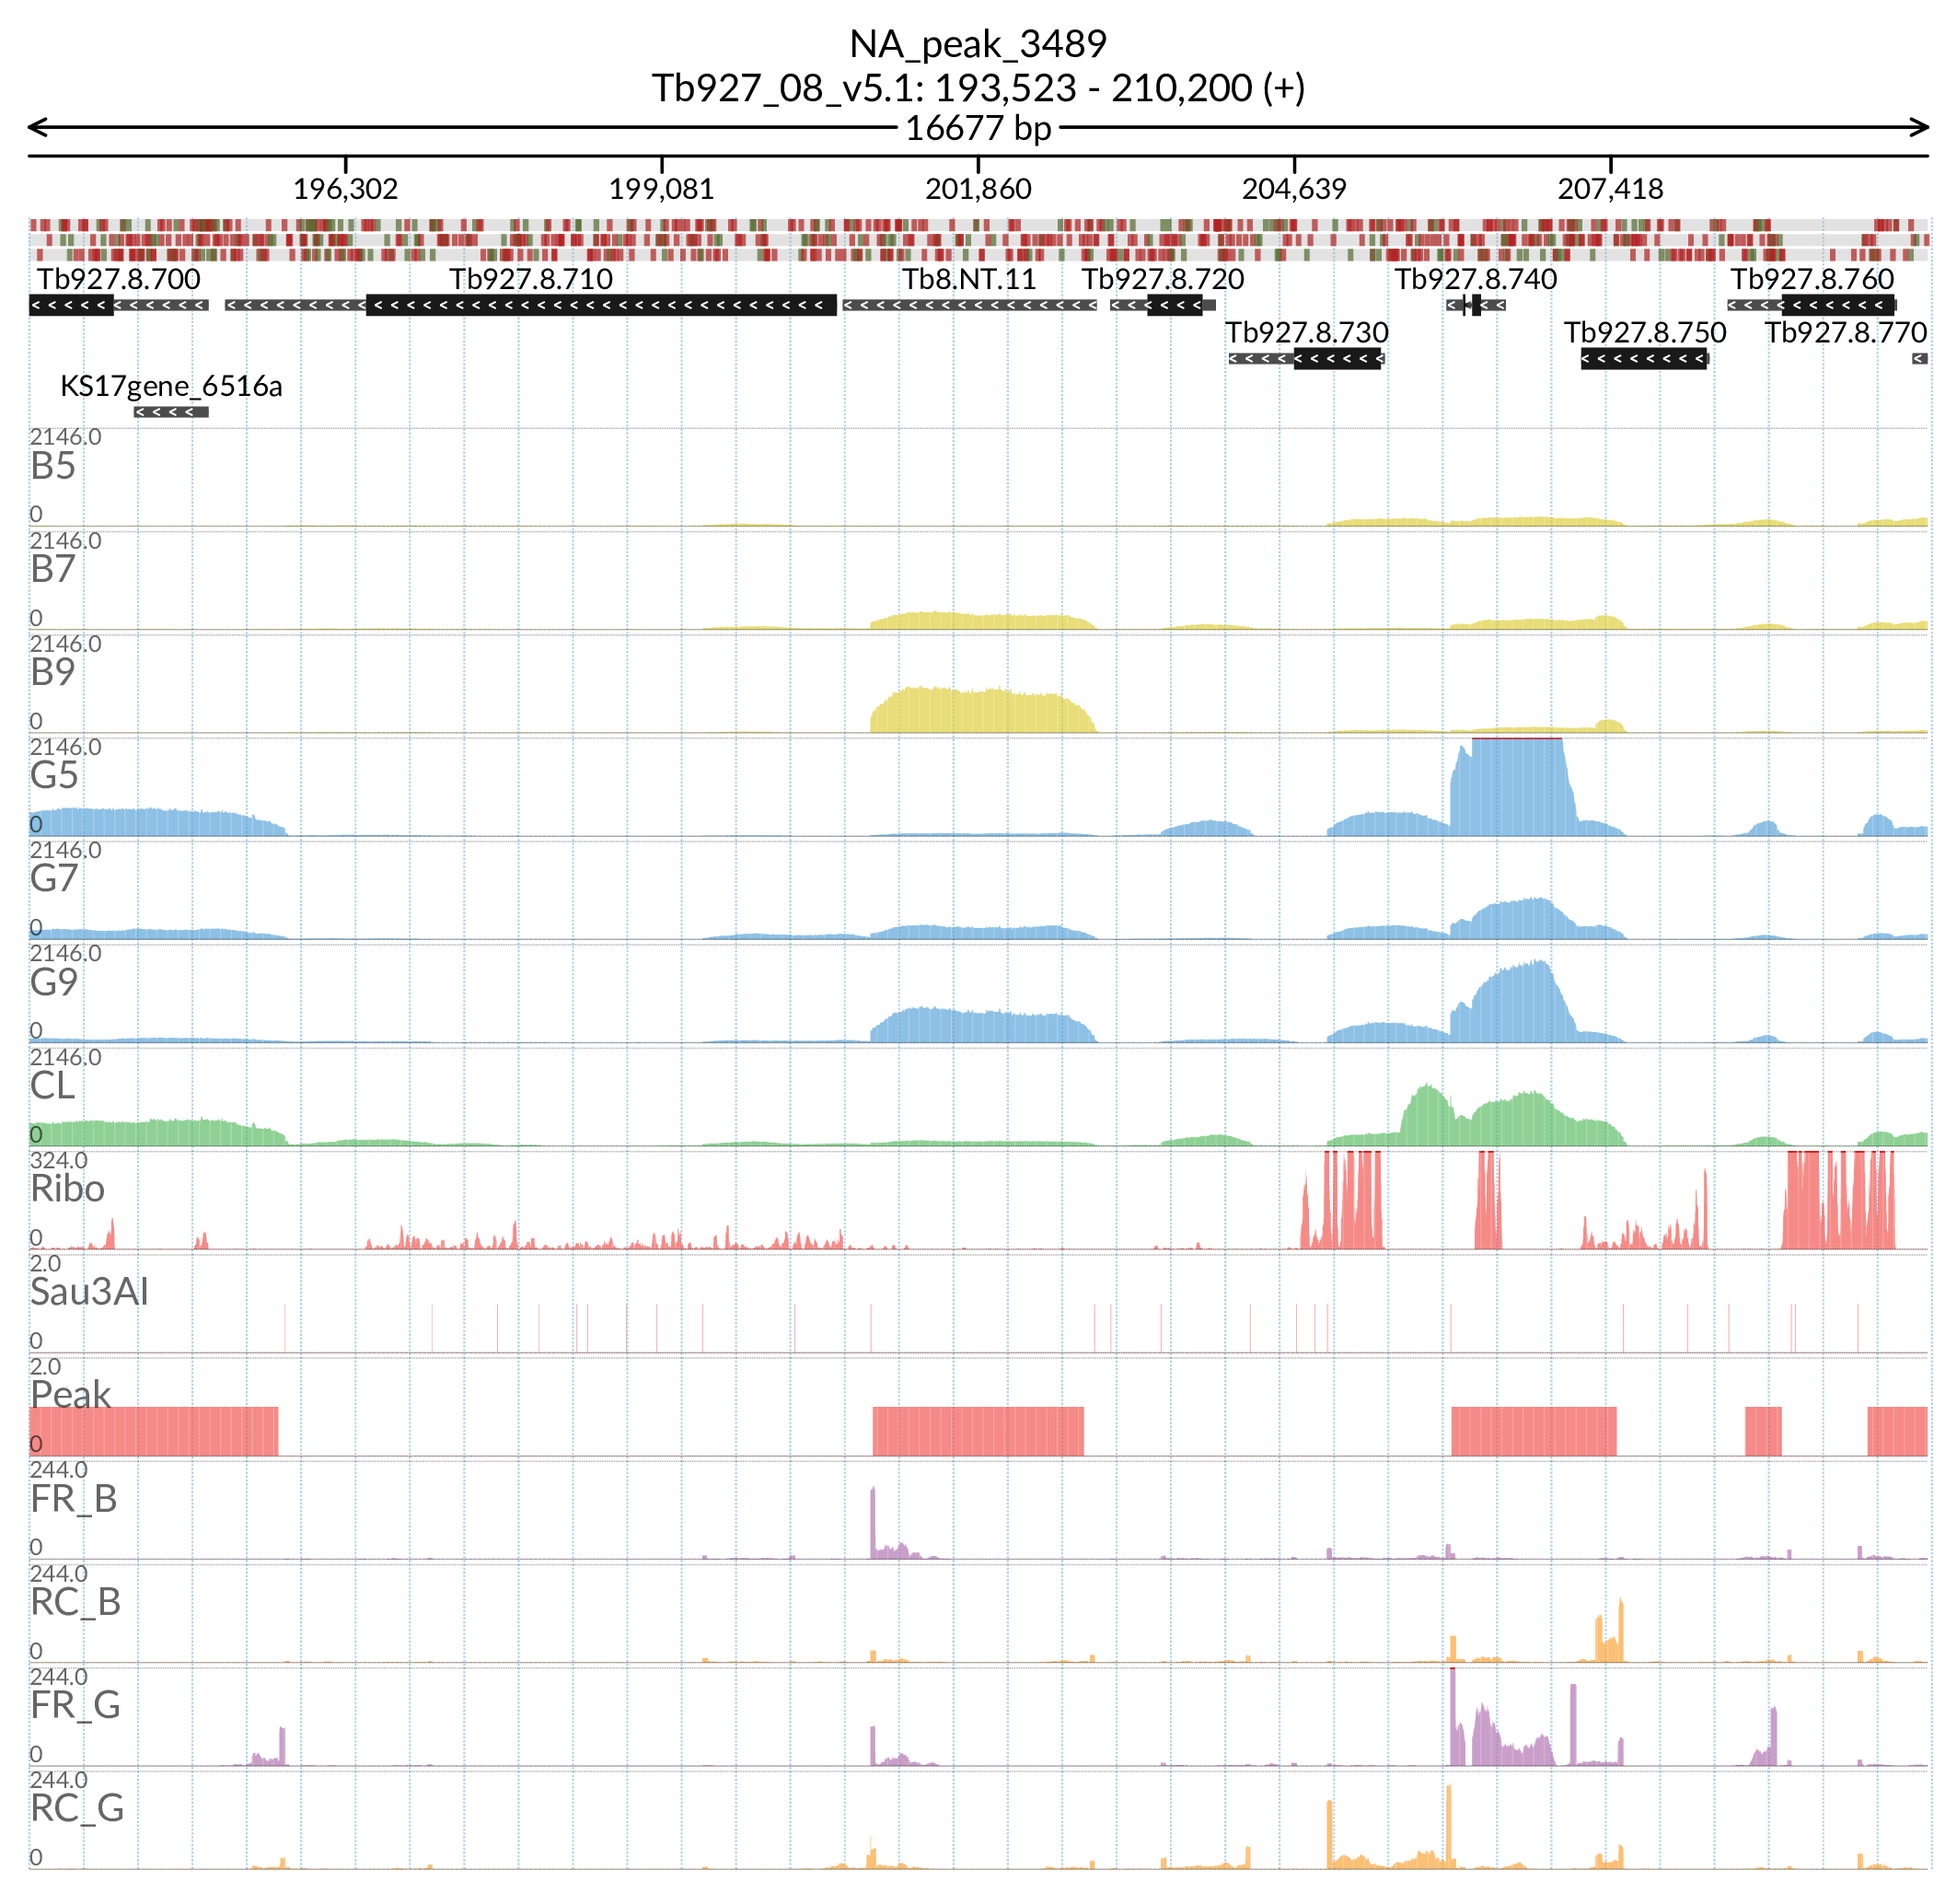 NA_peak_3489
Tb927_08_v5.1: 193,523 - 210,200 (+)
16677 bp
196,302 199,081 201,860 204,639 207,418
Tb927.8.700 Tb927.8.710 Tb8.NT.11 Tb927.8.720 Tb927.8.740 Tb927.8.760
Tb927.8.730 Tb927.8.750 Tb927.8.770
KS17gene_6516a
2146.0
B5
0
2146.0
B7
0
2146.0
B9
0
2146.0
G5
0
2146.0
G7
0
2146.0
G9
0
2146.0
CL
0
324.0
Ribo
0
2.0
Sau3AI
0
2.0
Peak
0
244.0
FR_B
0
244.0
RC_B
0
244.0
FR_G
0
244.0
RC_G
0